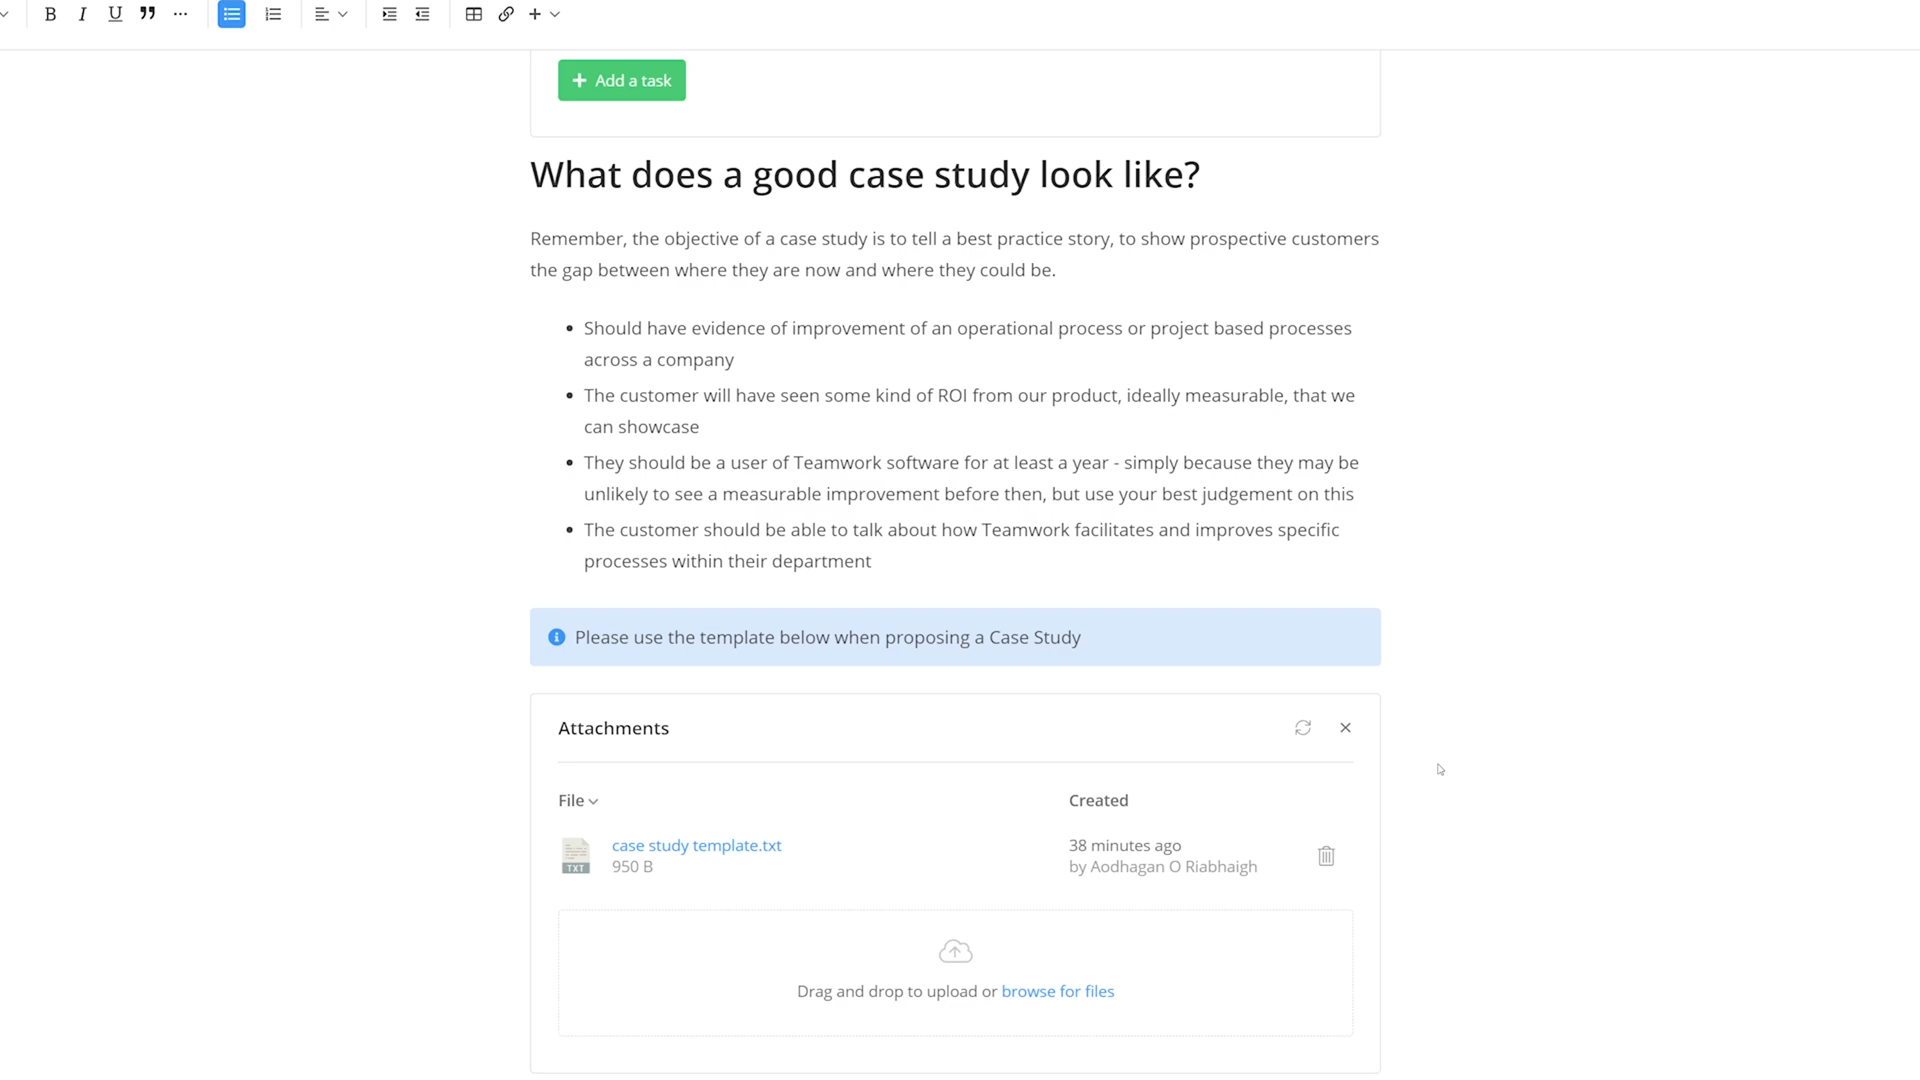 B I U
Add a task
What does a good case study look like?
Remember, the objective of a case study is to tell a best practice story, to show prospective customers
the gap between where they are now and where they could be.
Should have evidence of improvement of an operational process or project based processes
across a company
The customer will have seen some kind of ROI from our product, ideally measurable, that we
can showcase
They should be a user of Teamwork software for at least a year - simply because they may be
unlikely to see a measurable improvement before then, but use your best judgement on this
The customer should be able to talk about how Teamwork facilitates and improves specific
processes within their department
Please use the template below when proposing a Case Study
Attachments
File Created
case study template.txt 38 minutes ago
TXT 950 B by Aodhagan O Riabhaigh
Drag and drop to upload or browse for files